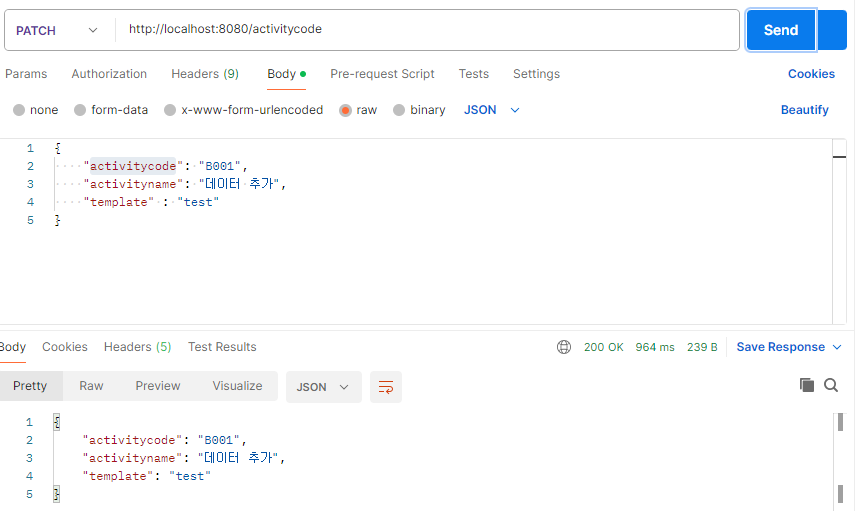 PATCH http://localhost:8080/activitycode Send
Params Authorization Headers (9) Body Pre-request Script Tests Settings Cookies
none form-data x-www-form-urlencoded raw binary JSON Beautify
1 {
2 "activitycode": "B001",
3 "activityname": "데이터 추가",
4 "template" : "test"
5 }
Body Cookies Headers (5) Test Results 200 OK 964 ms 239 B Save Response
Pretty Raw Preview Visualize JSON
1 {
2 "activitycode": "B001",
3 "activityname": "데이터 추가",
4 "template": "test"
5 }